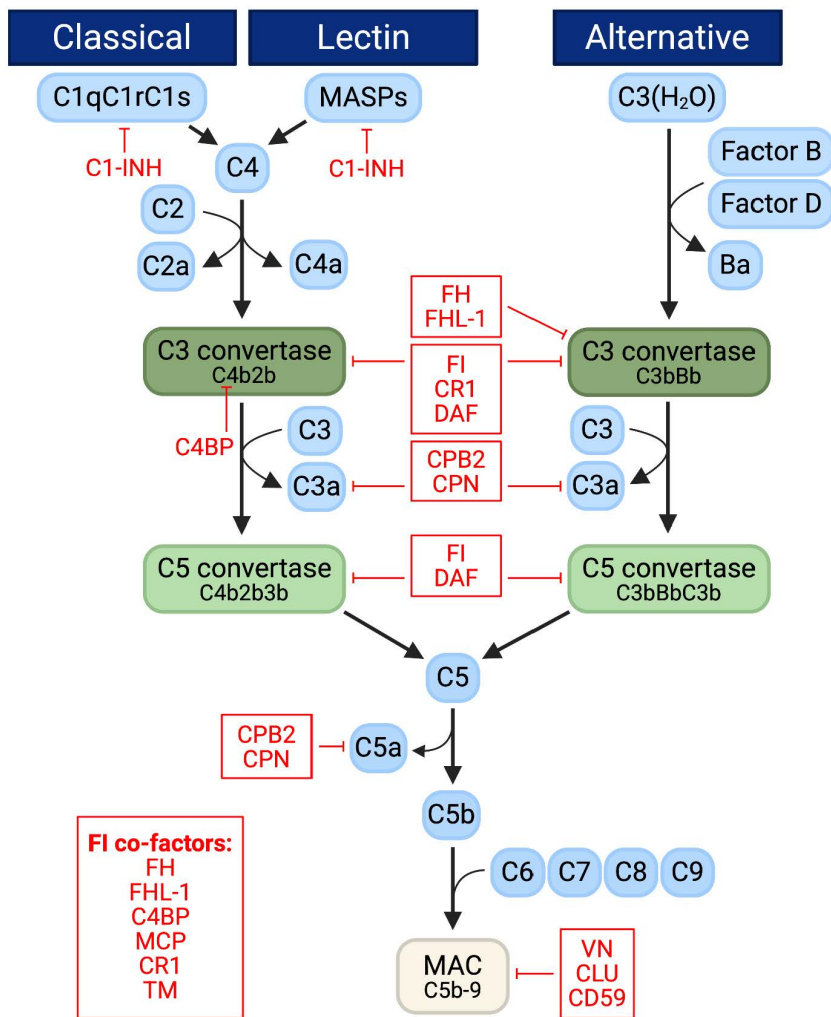 Classical
Lectin
Alternative
C1qC1rC1s
MASPs
C3(H₂O)
C1-INH
C4
C1-INH
Factor B
Factor D
C2
C2a
C4a
Ba
FH
FHL-1
C3 convertase
C4b2b
FI
CR1
DAF
C3 convertase
C3bBb
C4BP
C3
C3a
CPB2
CPN
C3
C3a
C5 convertase
C4b2b3b
FI
DAF
C5 convertase
C3bBbC3b
C5
CPB2
CPN
C5a
C5b
FI co-factors:
FH
FHL-1
C4BP
MCP
CR1
TM
C6
C7
C8
C9
MAC
C5b-9
VN
CLU
CD59